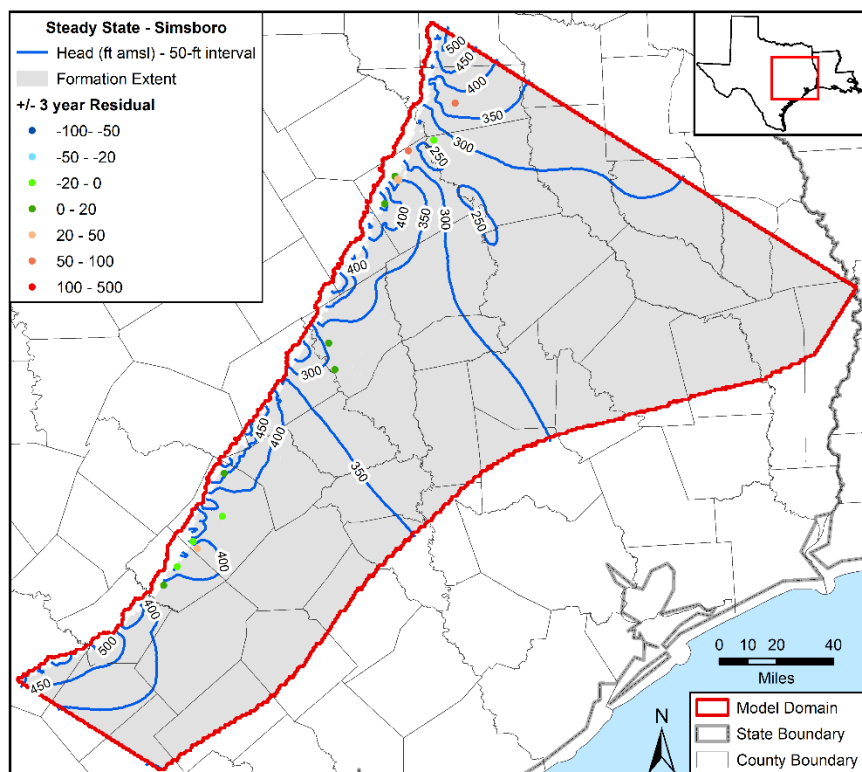 Steady State - Simsboro
Head (ft amsl) - 50-ft interval
Formation Extent
+/- 3 year Residual
-100- -50
-50 - -20
-20 - 0
0 - 20
20 - 50
50 - 100
100 - 500
500
450
400
350
300
250
400
350
300
250
400
300
450
400
350
400
400
500
450
0 10 20 40
Miles
N
Model Domain
State Boundary
County Boundary